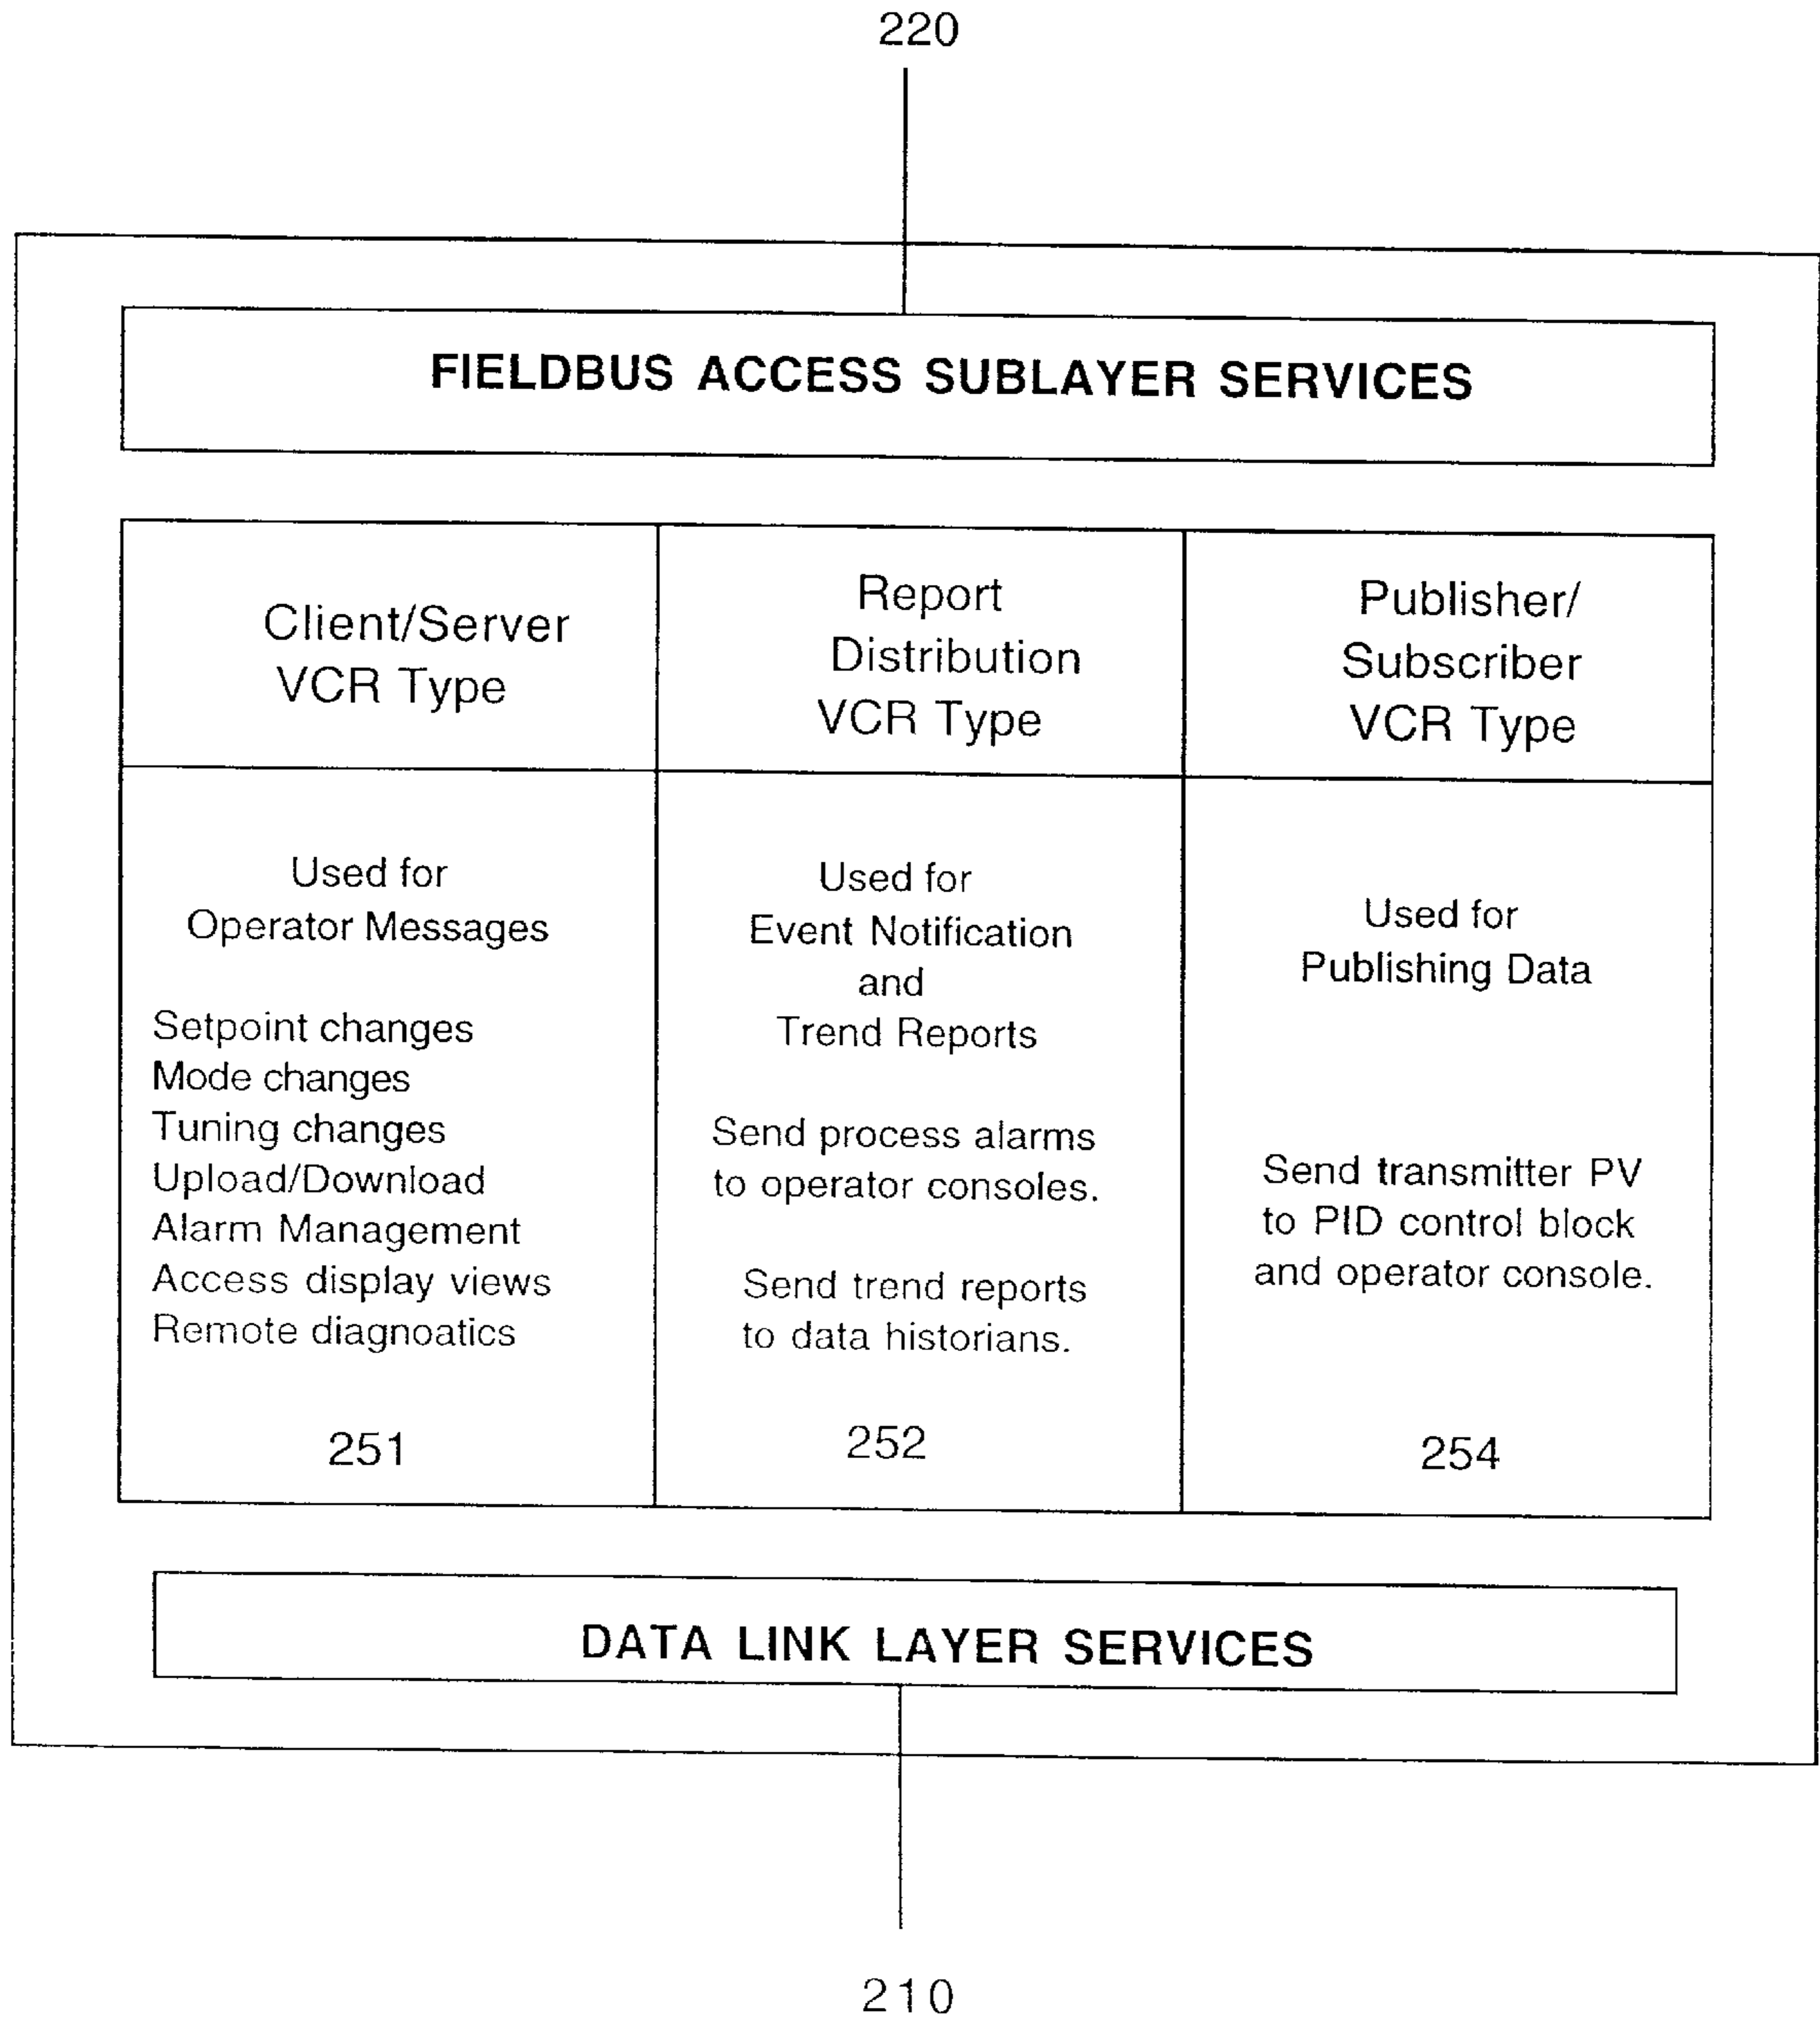 220
FIELDBUS ACCESS SUBLAYER SERVICES
Client/Server
VCR Type
Report
Distribution
VCR Type
Publisher/
Subscriber
VCR Type
Used for
Operator Messages
Setpoint changes
Mode changes
Tuning changes
Upload/Download
Alarm Management
Access display views
Remote diagnoatics
251
Used for
Event Notification
and
Trend Reports
Send process alarms
to operator consoles.
Send trend reports
to data historians.
252
Used for
Publishing Data
Send transmitter PV
to PID control block
and operator console.
254
DATA LINK LAYER SERVICES
210